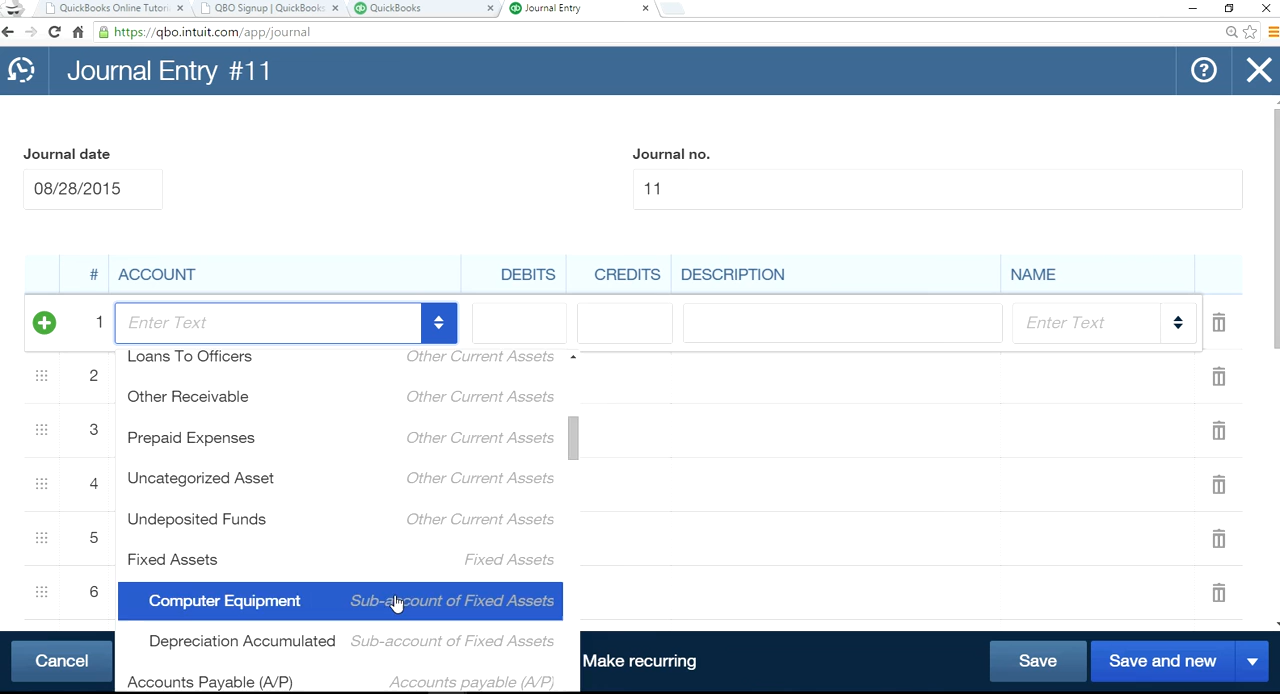 QuickBooks Online Tutori
QBO Signup | QuickBooks
QuickBooks
Journal Entry
https://qbo.intuit.com/app/journal
Journal Entry #11
Journal date
Journal no.
08/28/2015
11
# ACCOUNT DEBITS CREDITS DESCRIPTION NAME
1 Enter Text Enter Text
Loans To Officers Other Current Assets
2
Other Receivable Other Current Assets
3
Prepaid Expenses Other Current Assets
Uncategorized Asset Other Current Assets
4
Undeposited Funds Other Current Assets
5
Fixed Assets Fixed Assets
6
Computer Equipment Sub-account of Fixed Assets
Depreciation Accumulated Sub-account of Fixed Assets
Accounts Payable (A/P) Accounts payable (A/P)
Cancel Make recurring Save Save and new